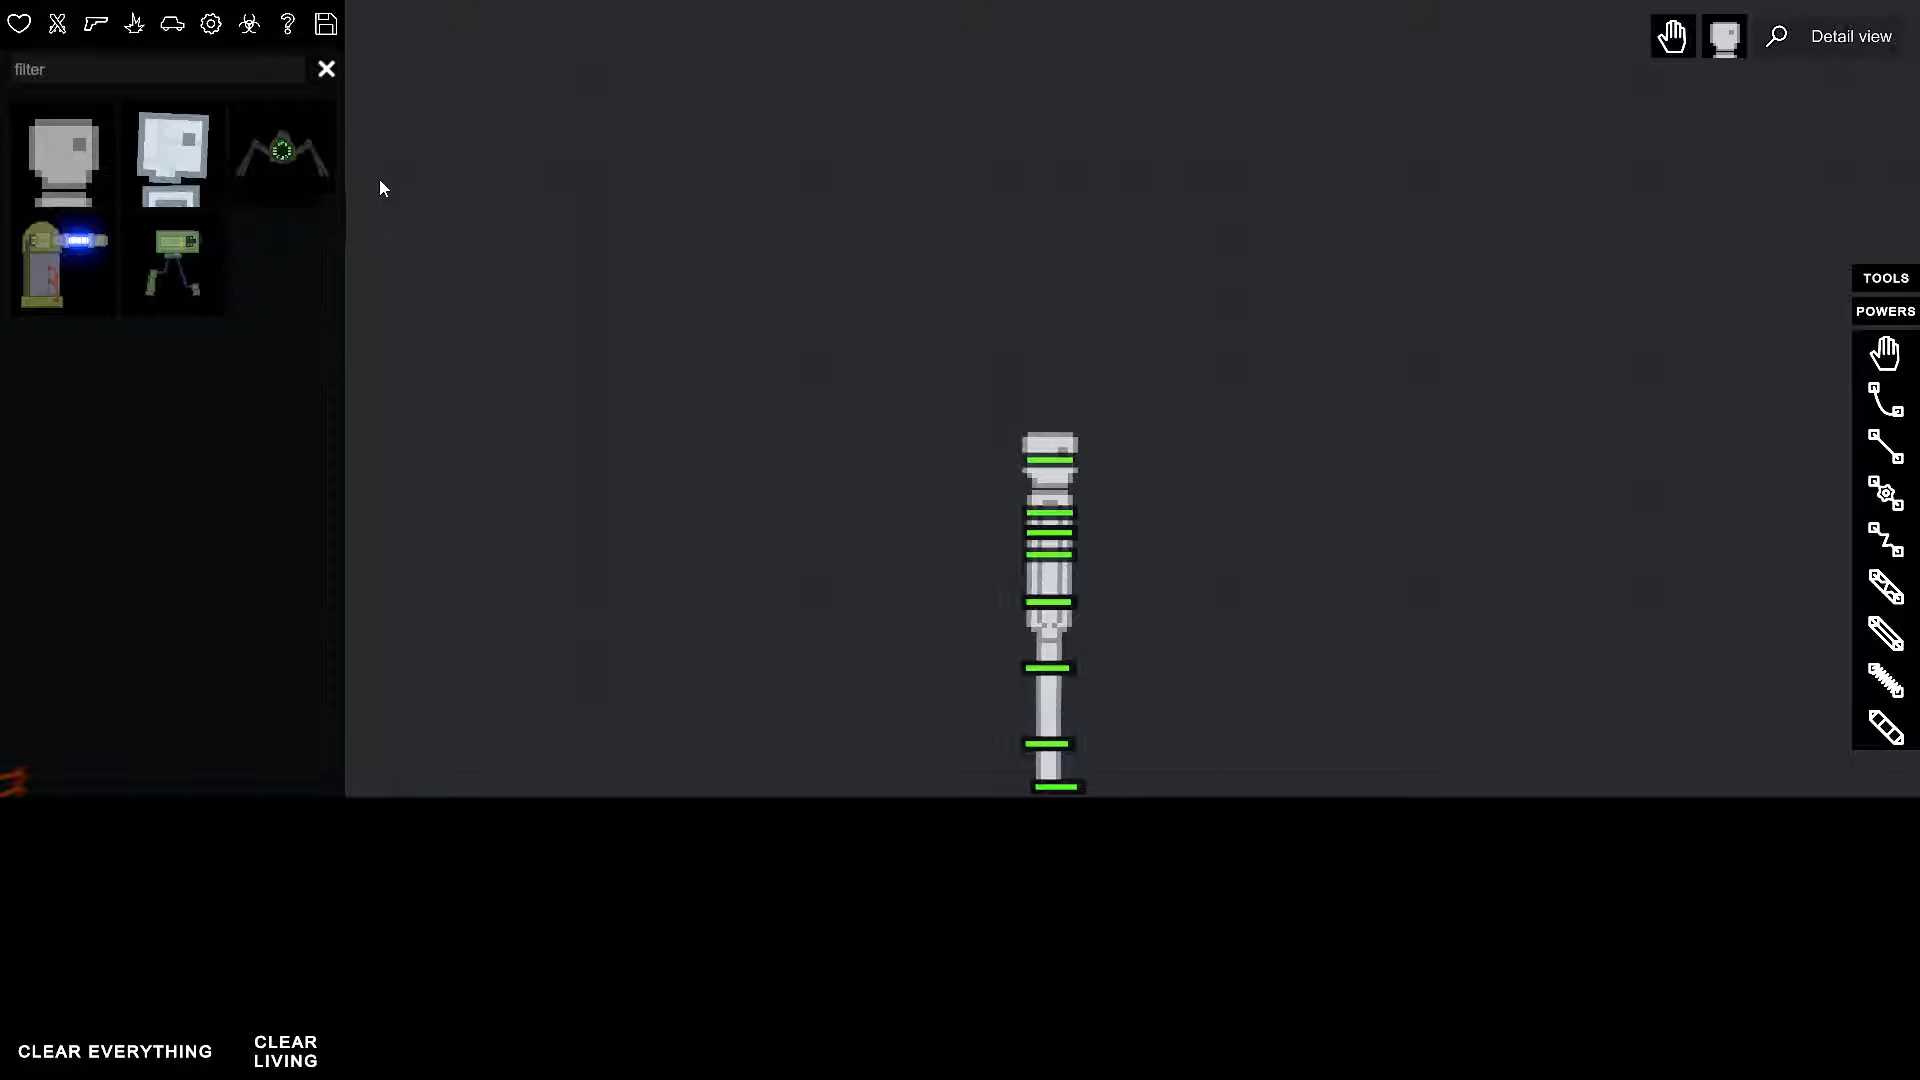 filter
Detail view
TOOLS
POWERS
CLEAR EVERYTHING
CLEAR
LIVING